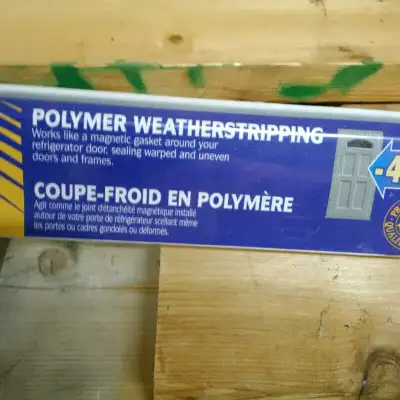 POLYMER WEATHERSTRIPPING
Works like a magnetic gasket around your
refrigerator door, sealing warped and uneven
doors and frames.
COUPE-FROID EN POLYMÈRE
Agit comme le joint d'étanchéité magnétique installé
autour de votre porte de réfrigérateur scellant même
les portes ou cadres gondolés ou déformés.
-4